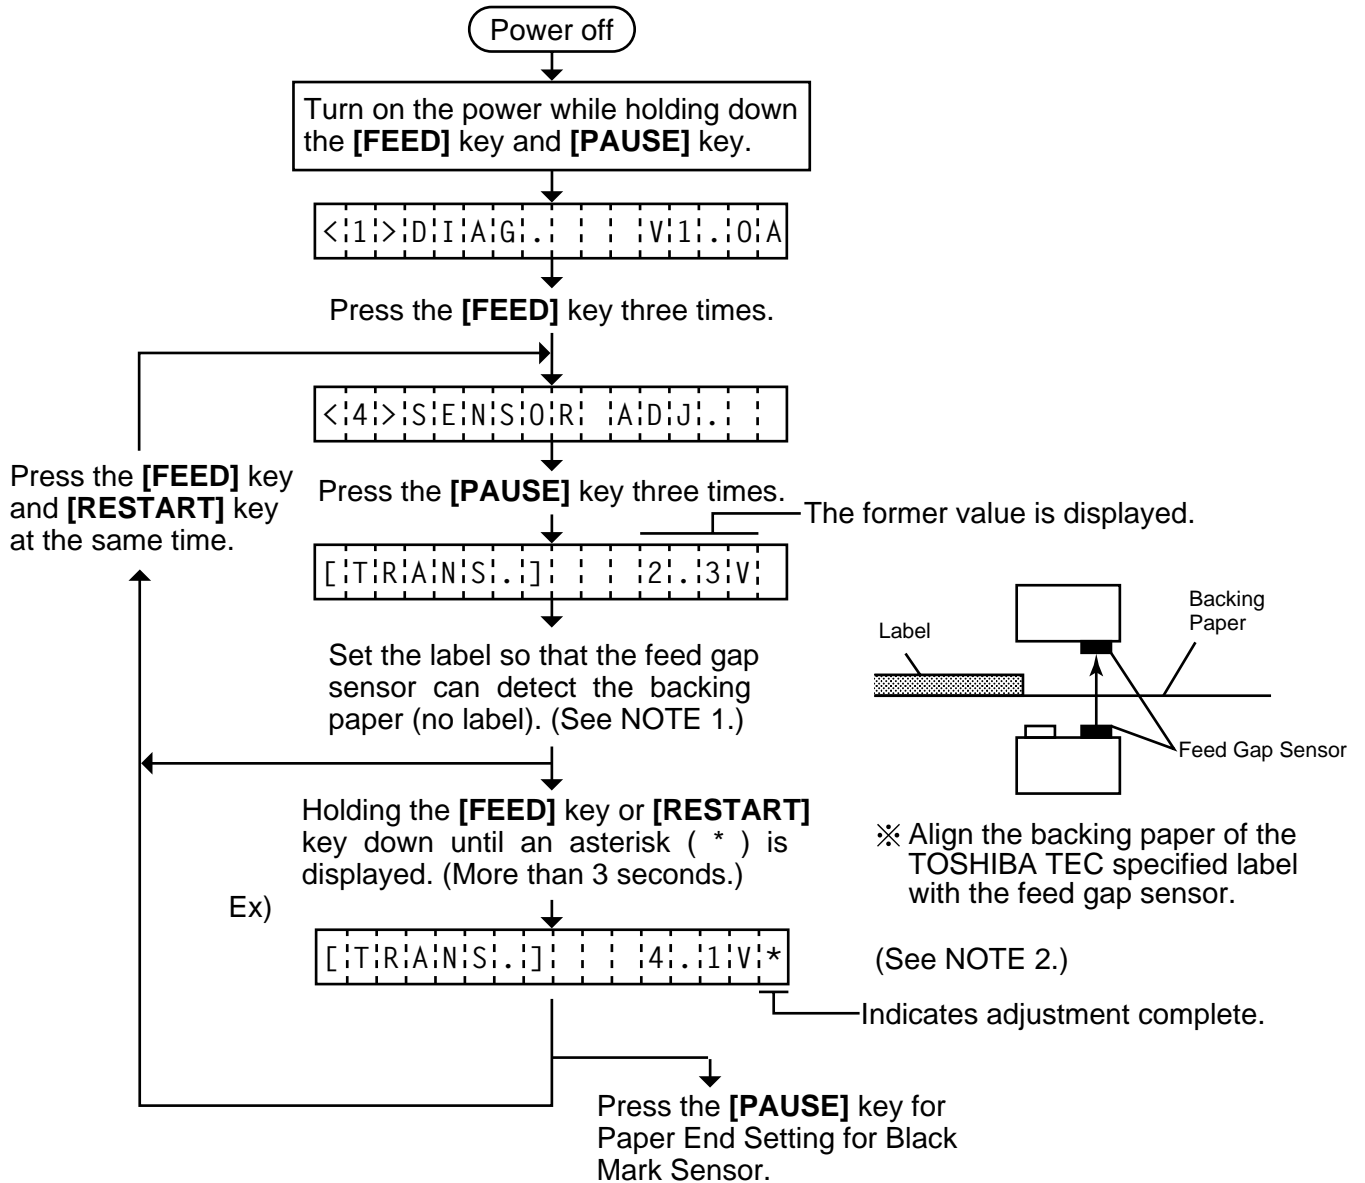 Power off
Turn on the power while holding down
the [FEED] key and [PAUSE] key.
<1>DIAG.   V1.0A
Press the [FEED] key three times.
<4>SENSOR ADJ.
Press the [FEED] key
and [RESTART] key
at the same time.
Press the [PAUSE] key three times.
The former value is displayed.
[TRANS.]   2.3V
Set the label so that the feed gap
sensor can detect the backing
paper (no label). (See NOTE 1.)
Label
Backing
Paper
Feed Gap Sensor
Holding the [FEED] key or [RESTART]
key down until an asterisk ( * ) is
displayed. (More than 3 seconds.)
※ Align the backing paper of the
TOSHIBA TEC specified label
with the feed gap sensor.
Ex)
[TRANS.]   4.1V*
(See NOTE 2.)
Indicates adjustment complete.
Press the [PAUSE] key for
Paper End Setting for Black
Mark Sensor.